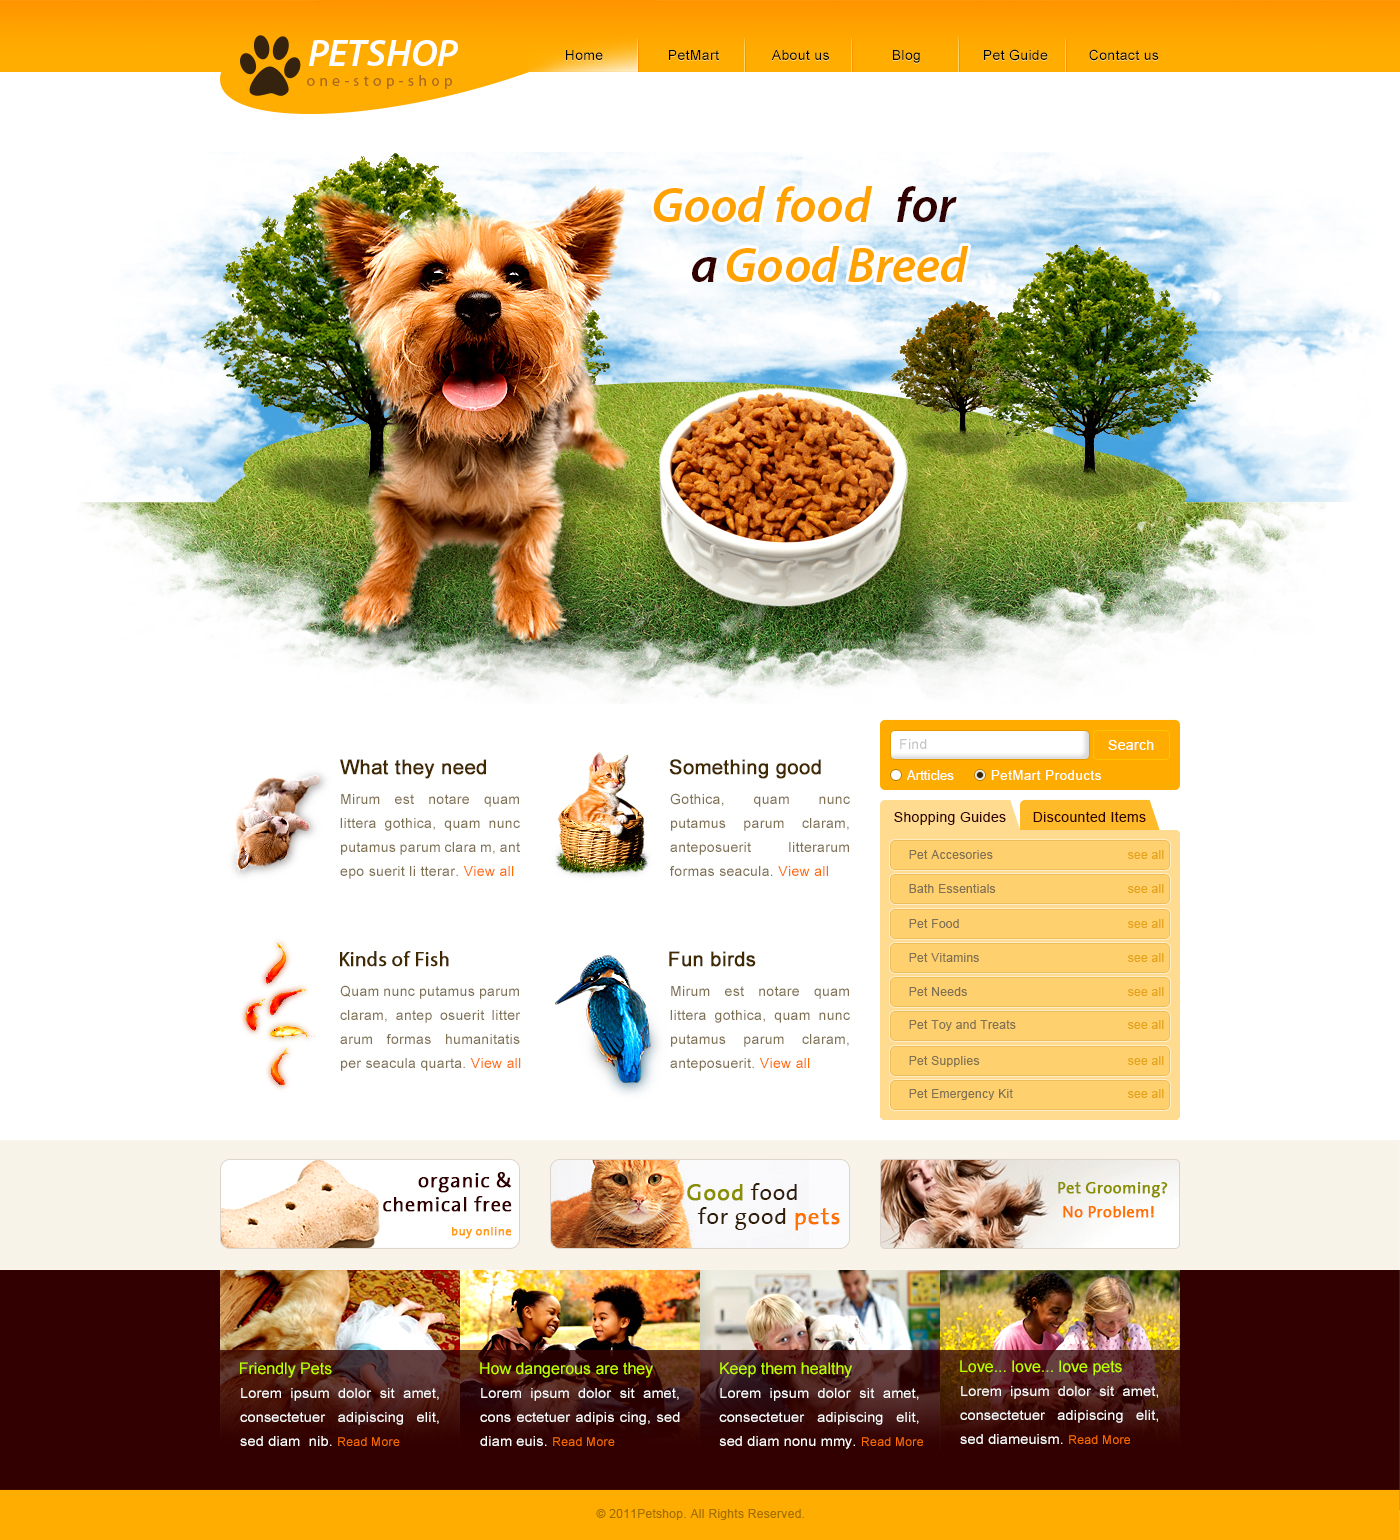 PETSHOP
one-stop-shop
Home
PetMart
About us
Blog
Pet Guide
Contact us
Good food for
a Good Breed
Find
Search
Artticles
PetMart Products
Shopping Guides
Discounted Items
Pet Accesories see all
Bath Essentials see all
Pet Food see all
Pet Vitamins see all
Pet Needs see all
Pet Toy and Treats see all
Pet Supplies see all
Pet Emergency Kit see all
What they need
Mirum est notare quam
littera gothica, quam nunc
putamus parum clara m, ant
epo suerit li tterar. View all
Something good
Gothica, quam nunc
putamus parum claram,
anteposuerit litterarum
formas seacula. View all
Kinds of Fish
Quam nunc putamus parum
claram, antep osuerit litter
arum formas humanitatis
per seacula quarta. View all
Fun birds
Mirum est notare quam
littera gothica, quam nunc
putamus parum claram,
anteposuerit. View all
organic &
chemical free
buy online
Good food
for good pets
Pet Grooming?
No Problem!
Friendly Pets
Lorem ipsum dolor sit amet,
consectetuer adipiscing elit,
sed diam nib. Read More
How dangerous are they
Lorem ipsum dolor sit amet,
cons ectetuer adipis cing, sed
diam euis. Read More
Keep them healthy
Lorem ipsum dolor sit amet,
consectetuer adipiscing elit,
sed diam nonu mmy. Read More
Love... love... love pets
Lorem ipsum dolor sit amet,
consectetuer adipiscing elit,
sed diameuism. Read More
© 2011Petshop. All Rights Reserved.